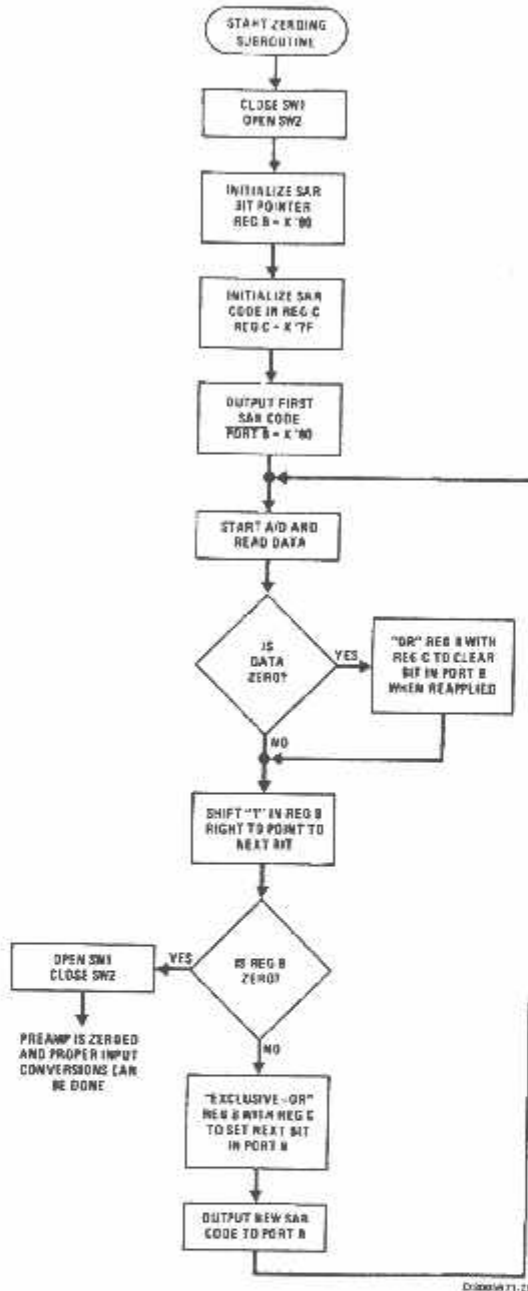 START ZEROING
SUBROUTINE
CLOSE SW1
OPEN SW2
INITIALIZE SAR
BIT POINTER
REG B = X '80
INITIALIZE SAR
CODE IN REG C
REG C = X '7F
OUTPUT FIRST
SAR CODE
PORT B = X '80
START A/D AND
READ DATA
IS
DATA
ZERO?
YES
"OR" REG B WITH
REG C TO CLEAR
BIT IN PORT B
WHEN REAPPLIED
NO
SHIFT "1" IN REG B
RIGHT TO POINT TO
NEXT BIT
IS REG B
ZERO?
YES
OPEN SW1
CLOSE SW2
PREAMP IS ZEROED
AND PROPER INPUT
CONVERSIONS CAN
BE DONE
NO
"EXCLUSIVE-OR"
REG B WITH REG C
TO SET NEXT BIT
IN PORT B
OUTPUT NEW SAR
CODE TO PORT B